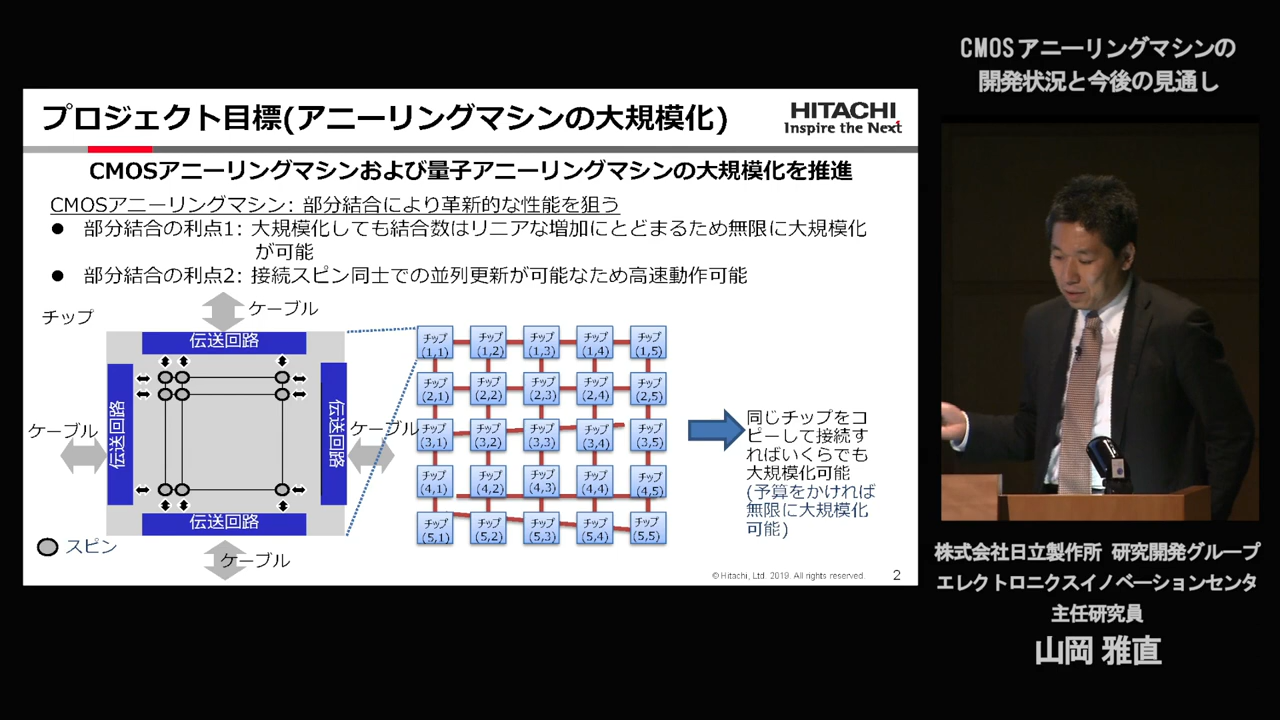 CMOSアニーリングマシンの
開発状況と今後の見通し
プロジェクト目標(アニーリングマシンの大規模化)
HITACHI
Inspire the Next
CMOSアニーリングマシンおよび量子アニーリングマシンの大規模化を推進
CMOSアニーリングマシン: 部分結合により革新的な性能を狙う
● 部分結合の利点1: 大規模化しても結合数はリニアな増加にとどまるため無限に大規模化
が可能
● 部分結合の利点2: 接続スピン同士での並列更新が可能なため高速動作可能
チップ
ケーブル
伝送回路
伝送回路
伝送回路
ケーブル
ケーブル
伝送回路
ケーブル
スピン
チップ(1,1) チップ(1,2) チップ(1,3) チップ(1,4) チップ(1,5)
チップ(2,1) チップ(2,2) チップ(2,3) チップ(2,4) チップ(2,5)
チップ(3,1) チップ(3,2) チップ(3,3) チップ(3,4) チップ(3,5)
チップ(4,1) チップ(4,2) チップ(4,3) チップ(4,4) チップ(4,5)
チップ(5,1) チップ(5,2) チップ(5,3) チップ(5,4) チップ(5,5)
同じチップをコ
ピーして接続す
ればいくらでも
大規模化可能
(予算をかければ
無限に大規模化
可能)
© Hitachi, Ltd. 2019. All rights reserved.
2
株式会社日立製作所 研究開発グループ
エレクトロニクスイノベーションセンタ
主任研究員
山岡 雅直